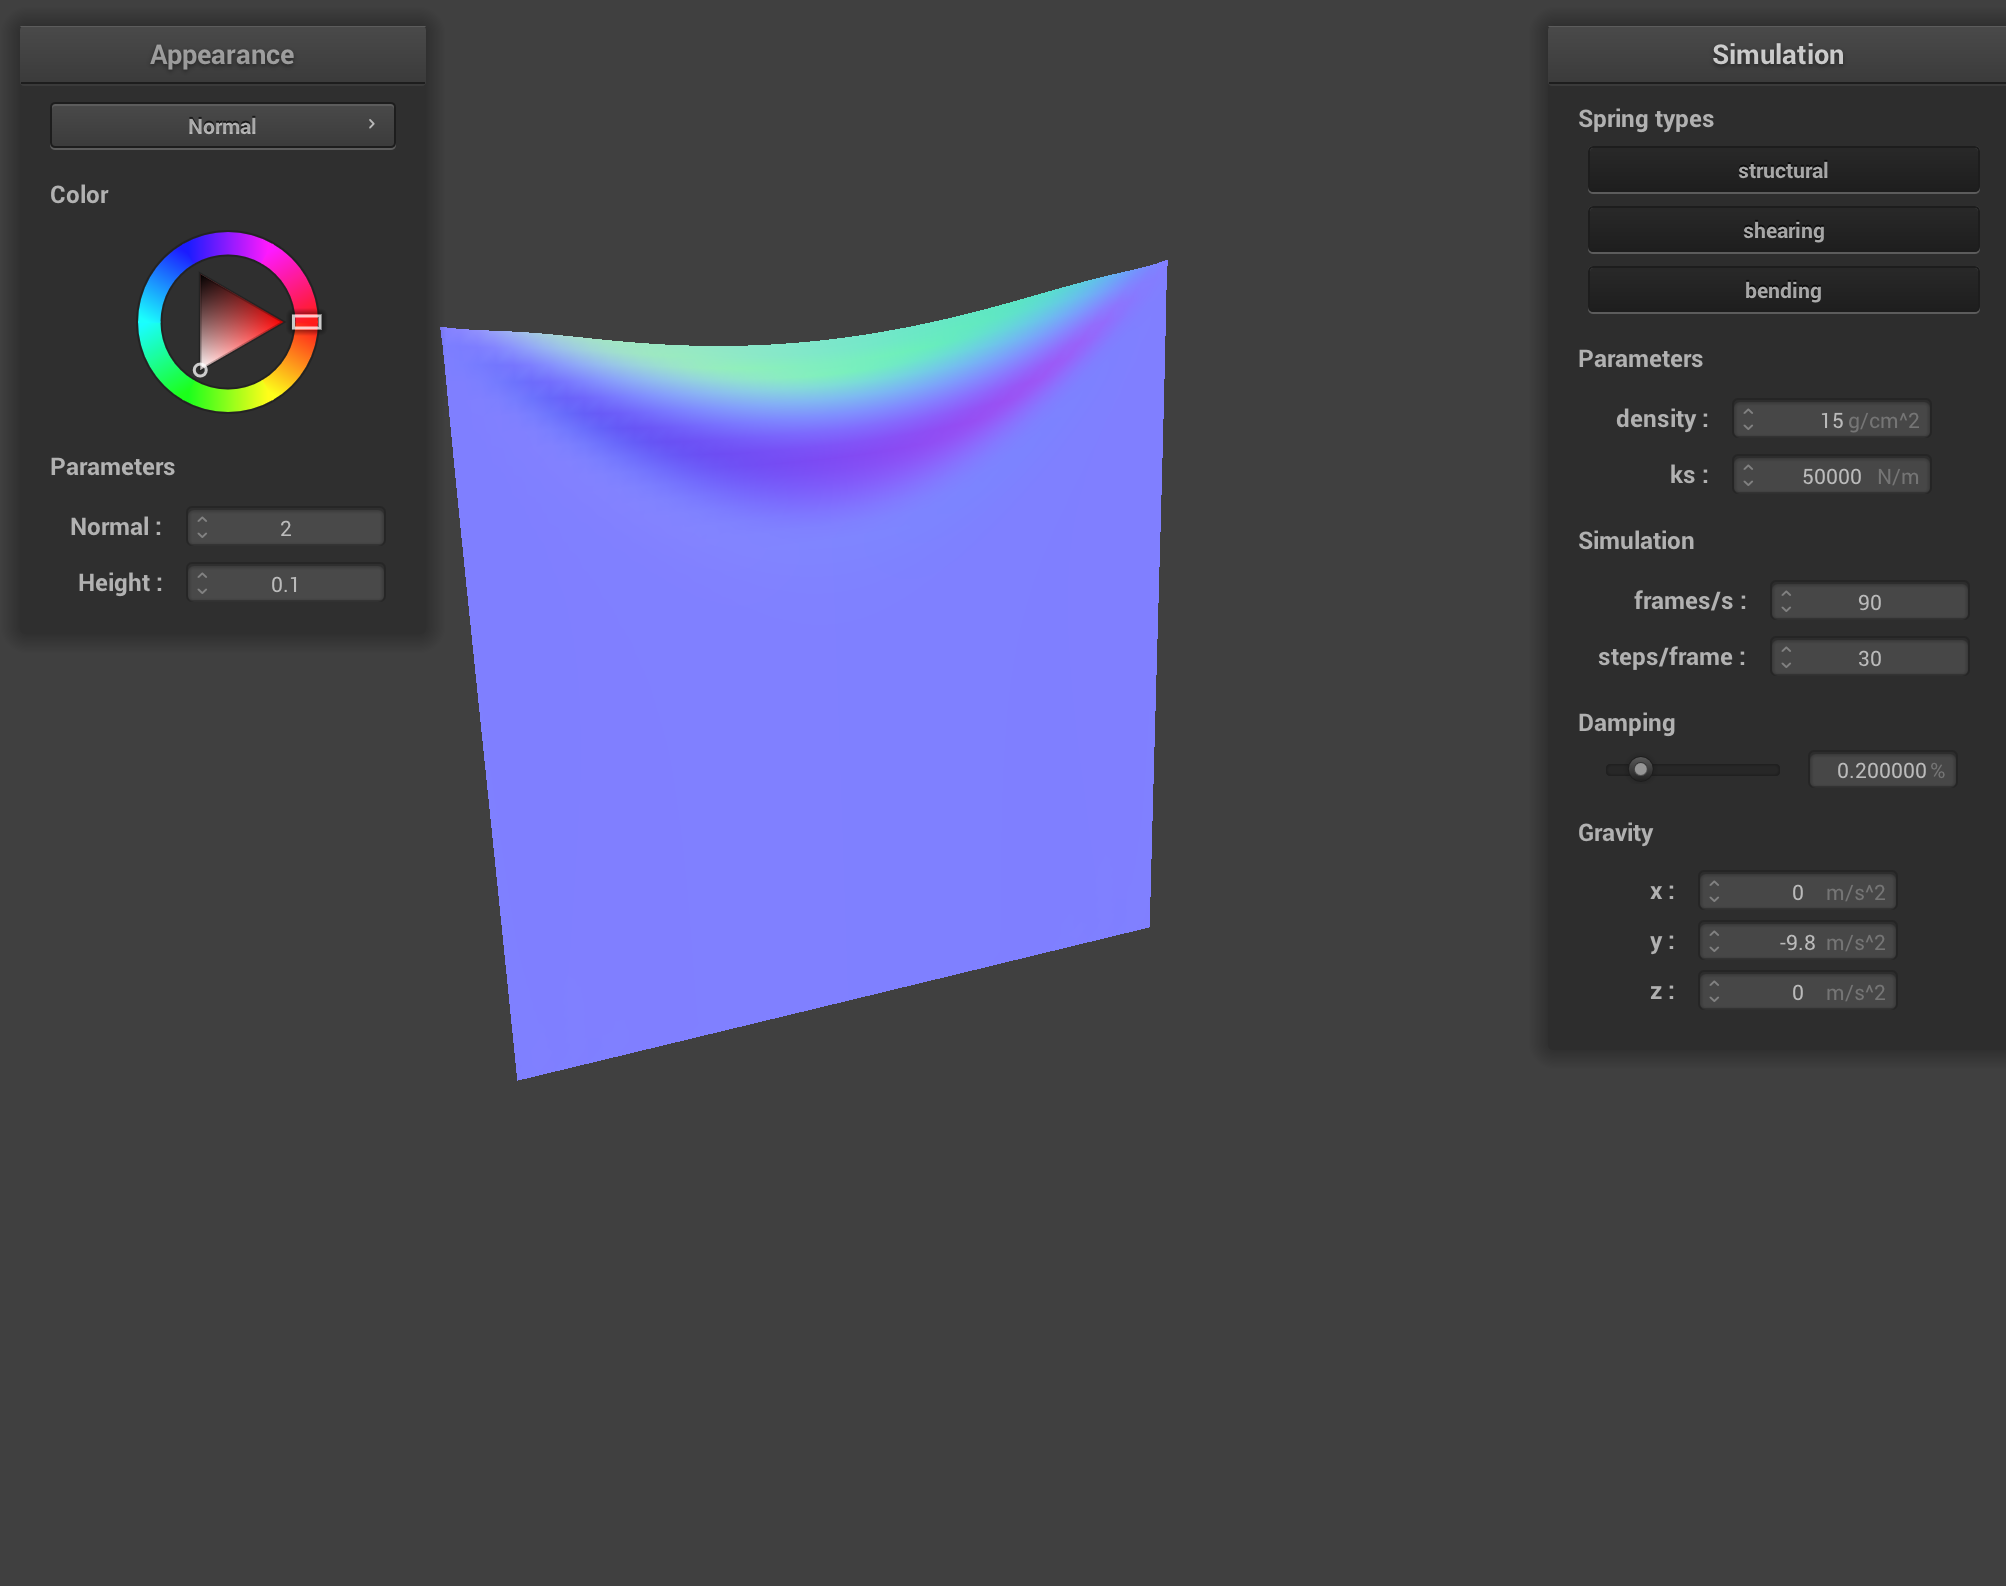 Appearance
Normal
Color
Parameters
Normal : 2
Height : 0.1
Simulation
Spring types
structural
shearing
bending
Parameters
density : 15 g/cm^2
ks : 50000 N/m
Simulation
frames/s : 90
steps/frame : 30
Damping
0.200000 %
Gravity
x : 0 m/s^2
y : -9.8 m/s^2
z : 0 m/s^2